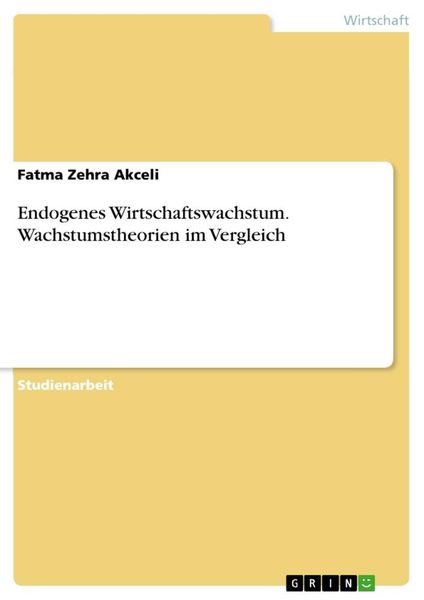 Wirtschaft
Fatma Zehra Akceli
Endogenes Wirtschaftswachstum.
Wachstumstheorien im Vergleich
Studienarbeit
GRIN